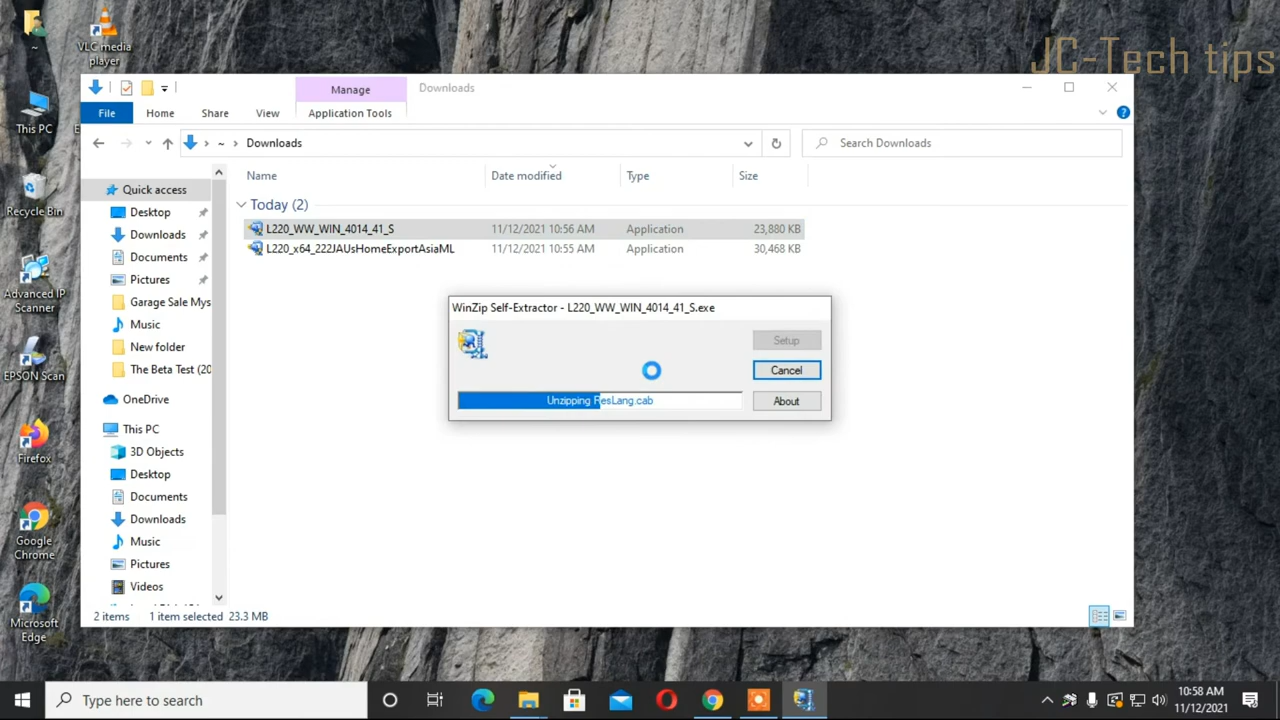 JC-Tech tips
~
VLC media
player
This PC
Recycle Bin
Advanced IP
Scanner
EPSON Scan
Firefox
Google
Chrome
Microsoft
Edge
Manage
Downloads
File
Home
Share
View
Application Tools
~
Downloads
Search Downloads
Name
Date modified
Type
Size
Quick access
Desktop
Downloads
Documents
Pictures
Garage Sale Mys
Music
New folder
The Beta Test (20
OneDrive
This PC
3D Objects
Desktop
Documents
Downloads
Music
Pictures
Videos
Today (2)
L220_WW_WIN_4014_41_S 11/12/2021 10:56 AM Application 23,880 KB
L220_x64_222JAUsHomeExportAsiaML 11/12/2021 10:55 AM Application 30,468 KB
WinZip Self-Extractor - L220_WW_WIN_4014_41_S.exe
Setup
Cancel
Unzipping ResLang.cab
About
2 items 1 item selected 23.3 MB
Type here to search
10:58 AM
11/12/2021